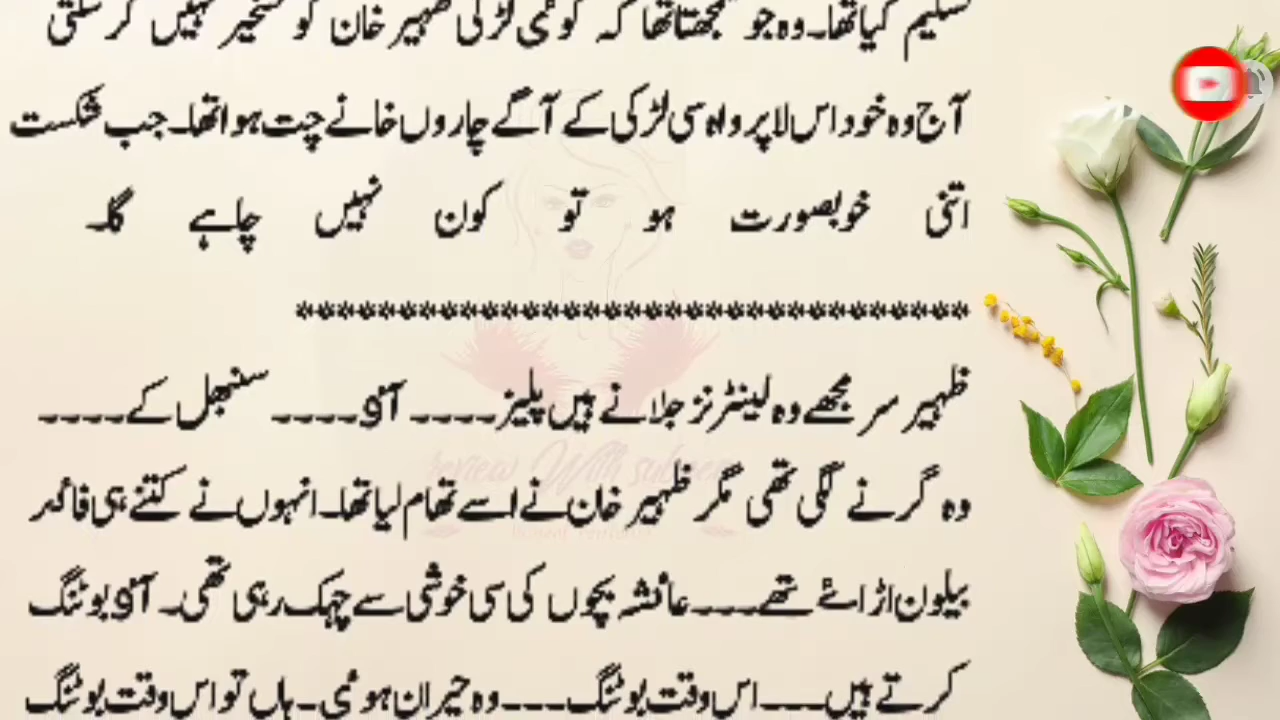 تسلیم کیا تھا۔ وہ جو سمجھتا تھا کہ کوئی لڑکی ظہیر خان کو تسخیر نہیں کر سکتی
آج وہ خود اس لاپرواہ سی لڑکی کے آگے چاروں خانے چت ہوا تھا۔ جب شکست
اتنی خوبصورت ہو تو کون نہیں چاہے گا۔
*********************************
ظہیر سر مجھے وہ لینٹرنز جلانے ہیں پلیز۔۔۔۔ آئو۔۔۔۔ سنبھل کے۔۔۔۔
وہ گرنے لگی تھی مگر ظہیر خان نے اسے تھام لیا تھا۔ انہوں نے کتنے ہی فائر
بیلون اڑائے تھے۔۔۔ عائشہ بچوں کی سی خوشی سے چہک رہی تھی۔ آئو بوٹنگ
کرتے ہیں۔۔۔ اس وقت بوٹنگ۔۔۔ وہ حیران ہوئی۔ ہاں تو اس وقت بوٹنگ
review With